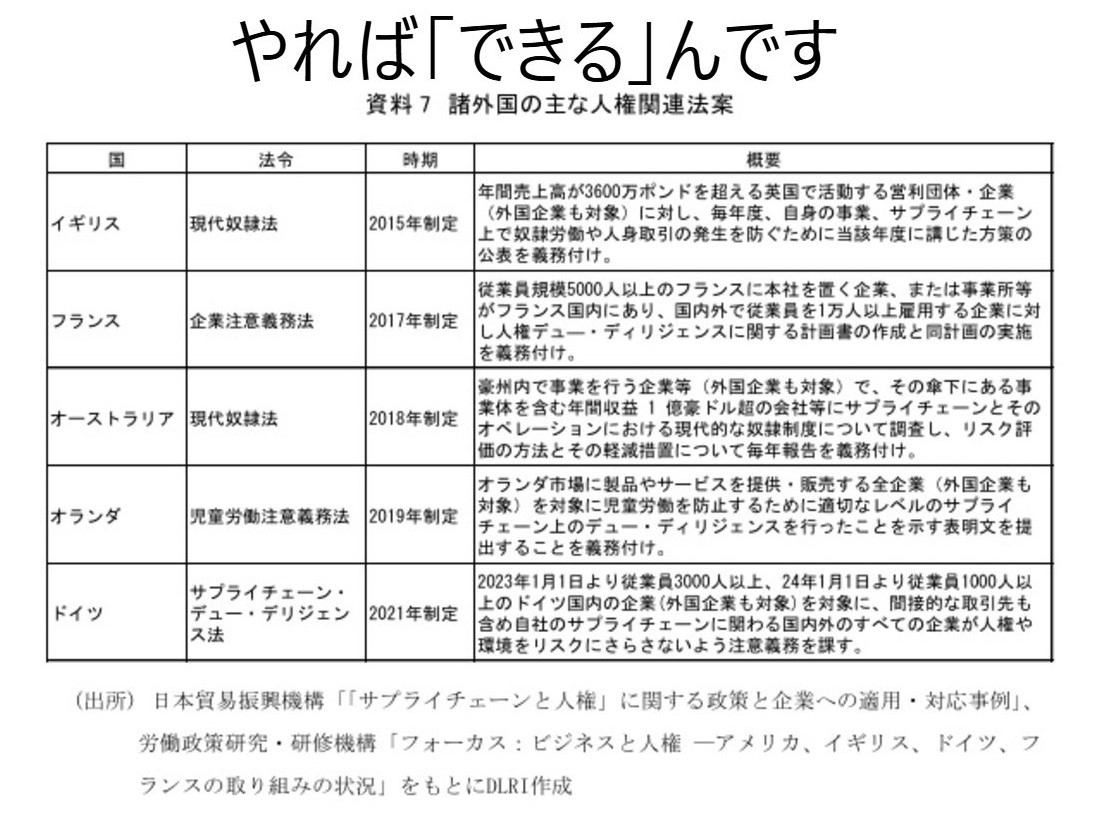 やれば「できる」んです
資料７ 諸外国の主な人権関連法案
国 法令 時期 概要
イギリス 現代奴隷法 2015年制定
年間売上高が3600万ポンドを超える英国で活動する営利団体・企業
（外国企業も対象）に対し、毎年度、自身の事業、サプライチェーン
上で奴隷労働や人身取引の発生を防ぐために当該年度に講じた方策の
公表を義務付け。
フランス 企業注意義務法 2017年制定
従業員規模5000人以上のフランスに本社を置く企業、または事業所等
がフランス国内にあり、国内外で従業員を1万人以上雇用する企業に対
し人権デュ―・ディリジェンスに関する計画書の作成と同計画の実施
を義務付け。
オーストラリア 現代奴隷法 2018年制定
豪州内で事業を行う企業等（外国企業も対象）で、その傘下にある事
業体を含む年間収益 １ 億豪ドル超の会社等にサプライチェーンとその
オペレーションにおける現代的な奴隷制度について調査し、リスク評
価の方法とその軽減措置について毎年報告を義務付け。
オランダ 児童労働注意義務法 2019年制定
オランダ市場に製品やサービスを提供・販売する全企業（外国企業も
対象）を対象に児童労働を防止するために適切なレベルのサプライ
チェーン上のデュー・ディリジェンスを行ったことを示す表明文を提
出することを義務付け。
ドイツ
サプライチェーン・
デュー・デリジェン
ス法
2021年制定
2023年1月1日より従業員3000人以上、24年1月1日より従業員1000人以
上のドイツ国内の企業(外国企業も対象)を対象に、間接的な取引先も
含め自社のサプライチェーンに関わる国内外のすべての企業が人権や
環境をリスクにさらさないよう注意義務を課す。
（出所） 日本貿易振興機構「「サプライチェーンと人権」に関する政策と企業への適用・対応事例」、
労働政策研究・研修機構「フォーカス：ビジネスと人権 ―アメリカ、イギリス、ドイツ、フ
ランスの取り組みの状況」をもとにDLRI作成